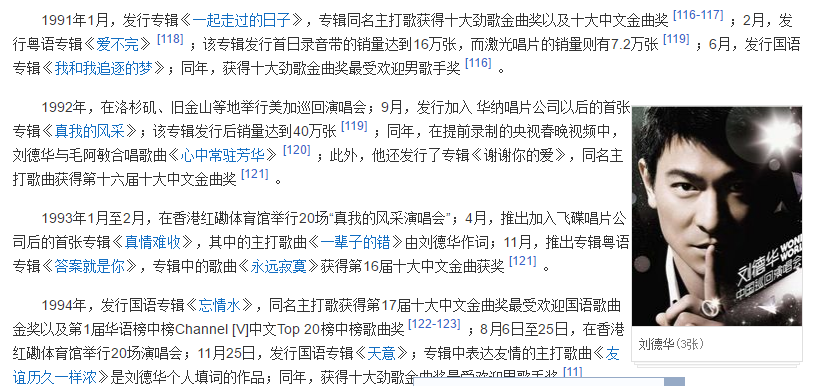 1991年1月，发行专辑《一起走过的日子》，专辑同名主打歌获得十大劲歌金曲奖以及十大中文金曲奖 [116-117] ；2月，发
行粤语专辑《爱不完》 [118] ；该专辑发行首日录音带的销量达到16万张，而激光唱片的销量则有7.2万张 [119] ；6月，发行国语
专辑《我和我追逐的梦》；同年，获得十大劲歌金曲奖最受欢迎男歌手奖 [116] 。
1992年，在洛杉矶、旧金山等地举行美加巡回演唱会；9月，发行加入 华纳唱片公司以后的首张
专辑《真我的风采》；该专辑发行后销量达到40万张 [119] ；同年，在提前录制的央视春晚视频中，
刘德华与毛阿敏合唱歌曲《心中常驻芳华》 [120] ；此外，他还发行了专辑《谢谢你的爱》，同名主
打歌曲获得第十六届十大中文金曲奖 [121] 。
1993年1月至2月，在香港红磡体育馆举行20场“真我的风采演唱会”；4月，推出加入飞碟唱片公
司后的首张专辑《真情难收》，其中的主打歌曲《一辈子的错》由刘德华作词；11月，推出专辑粤语
专辑《答案就是你》，专辑中的歌曲《永远寂寞》获得第16届十大中文金曲获奖 [121] 。
1994年，发行国语专辑《忘情水》，同名主打歌获得第17届十大中文金曲奖最受欢迎国语歌曲
金奖以及第1届华语榜中榜Channel [V]中文Top 20榜中榜歌曲奖 [122-123] ；8月6日至25日，在香港
红磡体育馆举行20场演唱会；11月25日，发行国语专辑《天意》；专辑中表达友情的主打歌曲《友
谊历久一样浓》是刘德华个人填词的作品；同年，获得十大劲歌金曲奖最受欢迎男歌手奖 [11]
刘德华
WONDERFUL
WORLD
中国巡回演唱会
刘德华(3张)